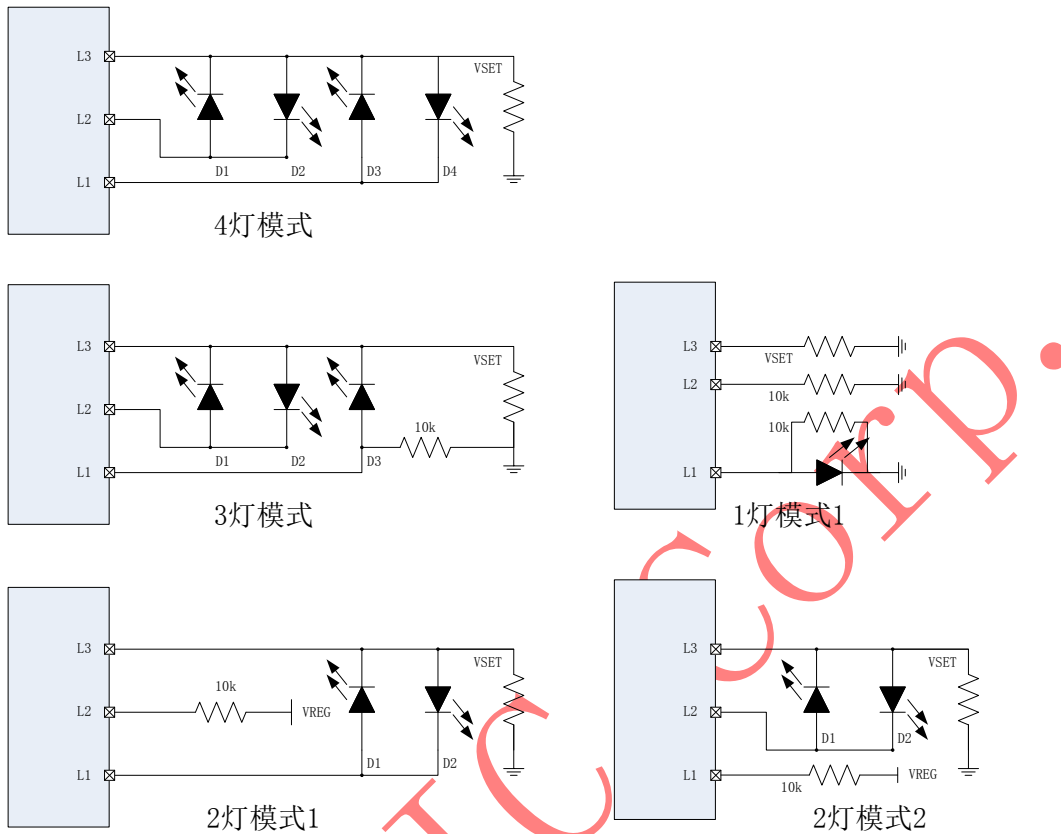 L3
VSET
L2
D1 D2 D3 D4
L1
4灯模式
L3
VSET
L2
10k
D1 D2 D3
L1
3灯模式
L3
VSET
L2
10k
10k
L1
1灯模式1
L3
VSET
10k
L2
VREG
D1 D2
L1
2灯模式1
L3
VSET
L2
D1 D2
L1
10k
VREG
2灯模式2
IC Corp.